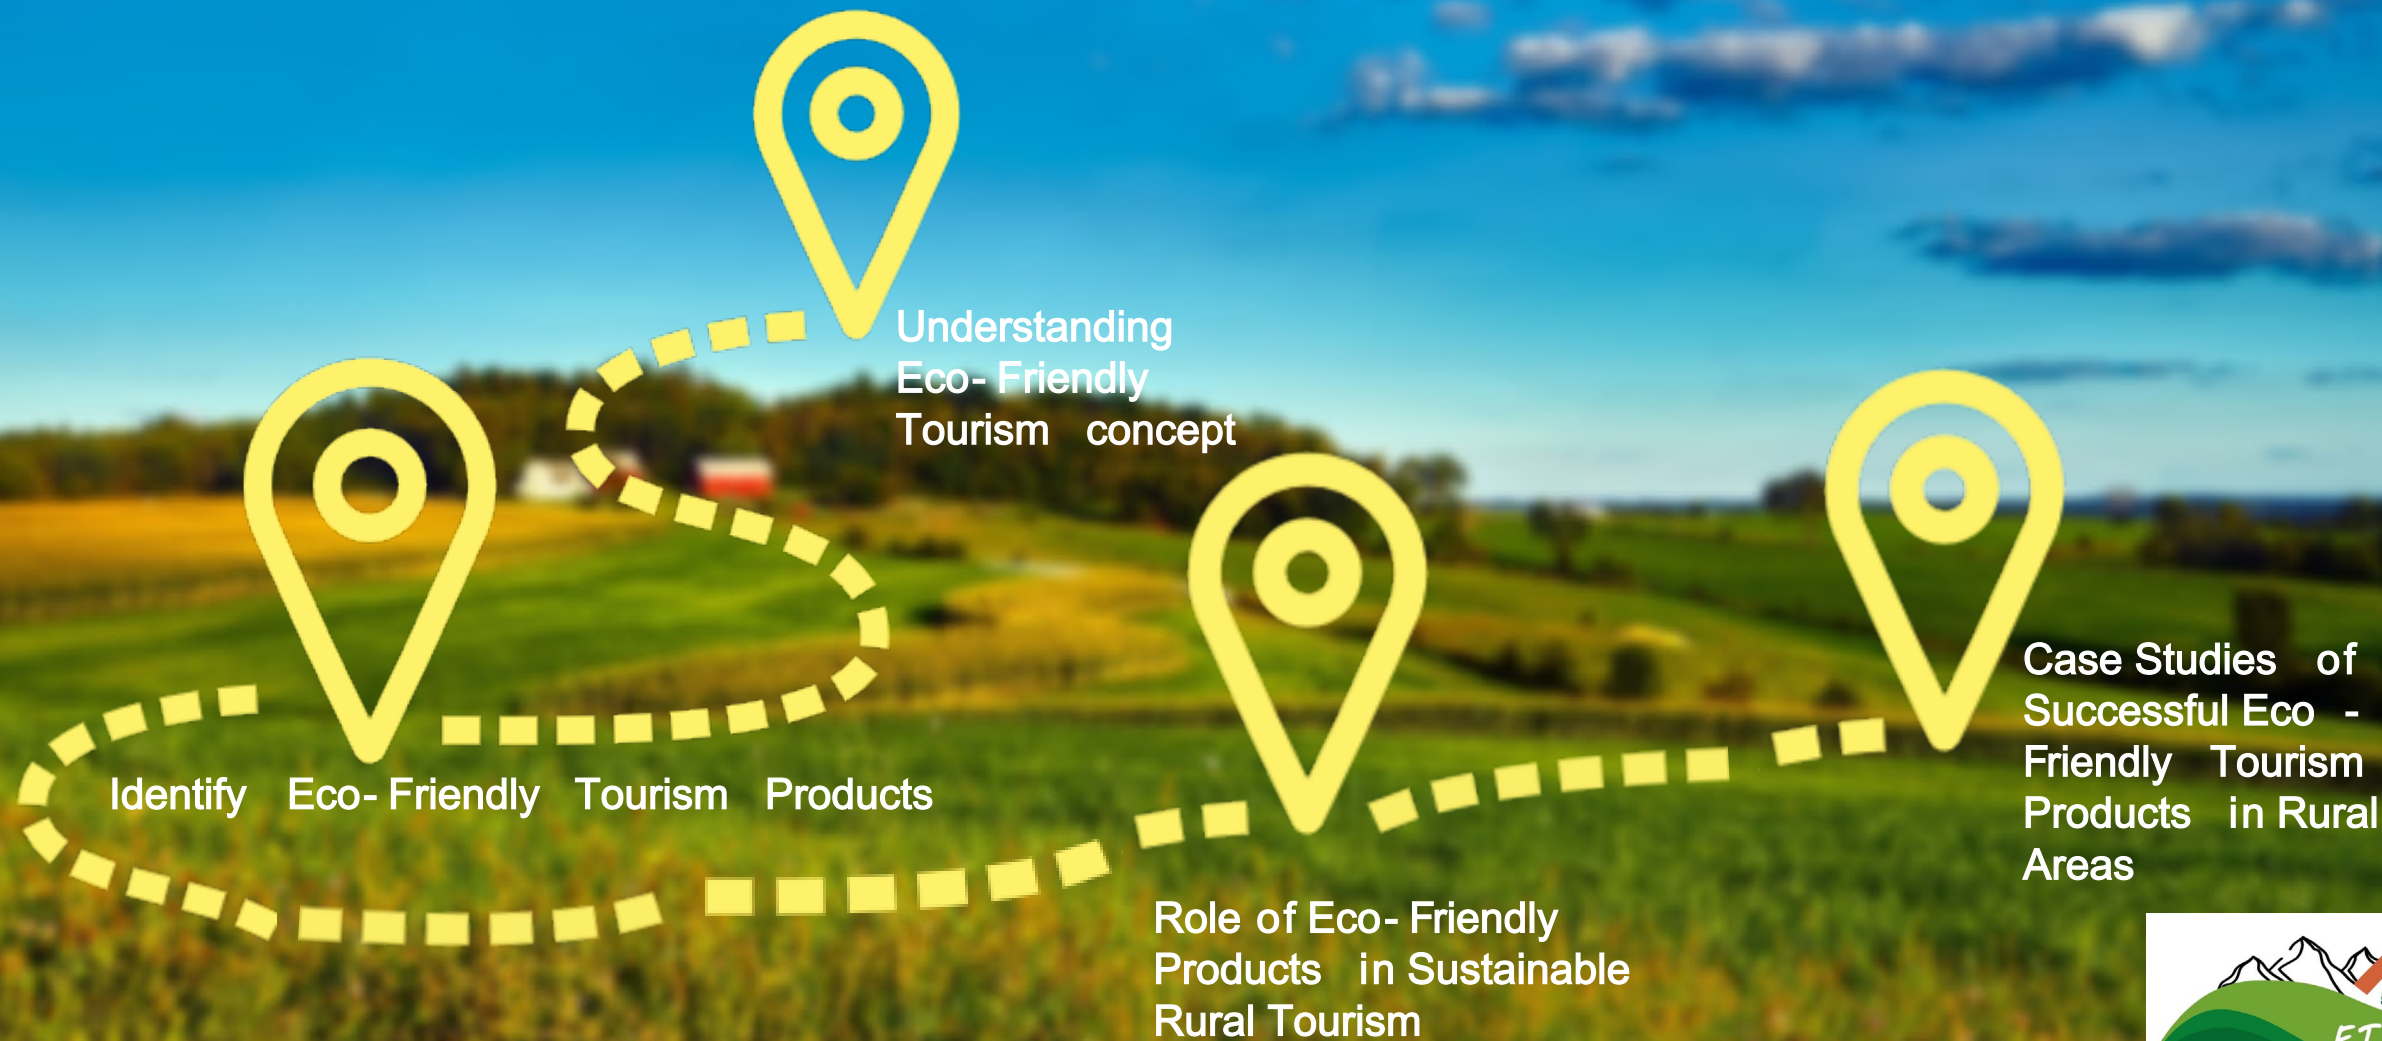 Understanding
Eco- Friendly
Tourism concept
Identify Eco- Friendly Tourism Products
Role of Eco- Friendly
Products in Sustainable
Rural Tourism
Case Studies of
Successful Eco -
Friendly Tourism
Products in Rural
Areas